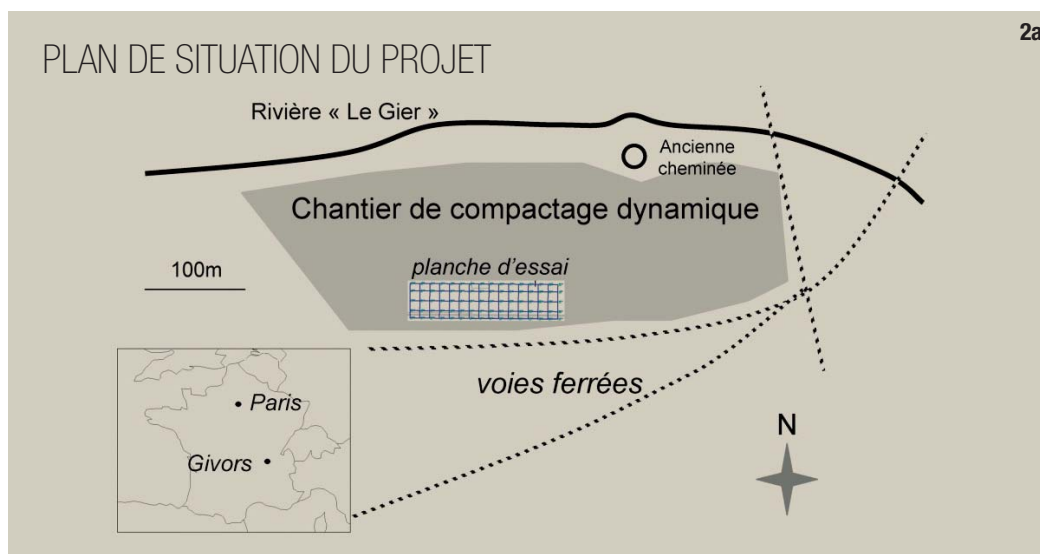 2a
PLAN DE SITUATION DU PROJET
Rivière « Le Gier »
Ancienne
cheminée
Chantier de compactage dynamique
planche d’essai
100m
voies ferrées
Paris
Givors
N